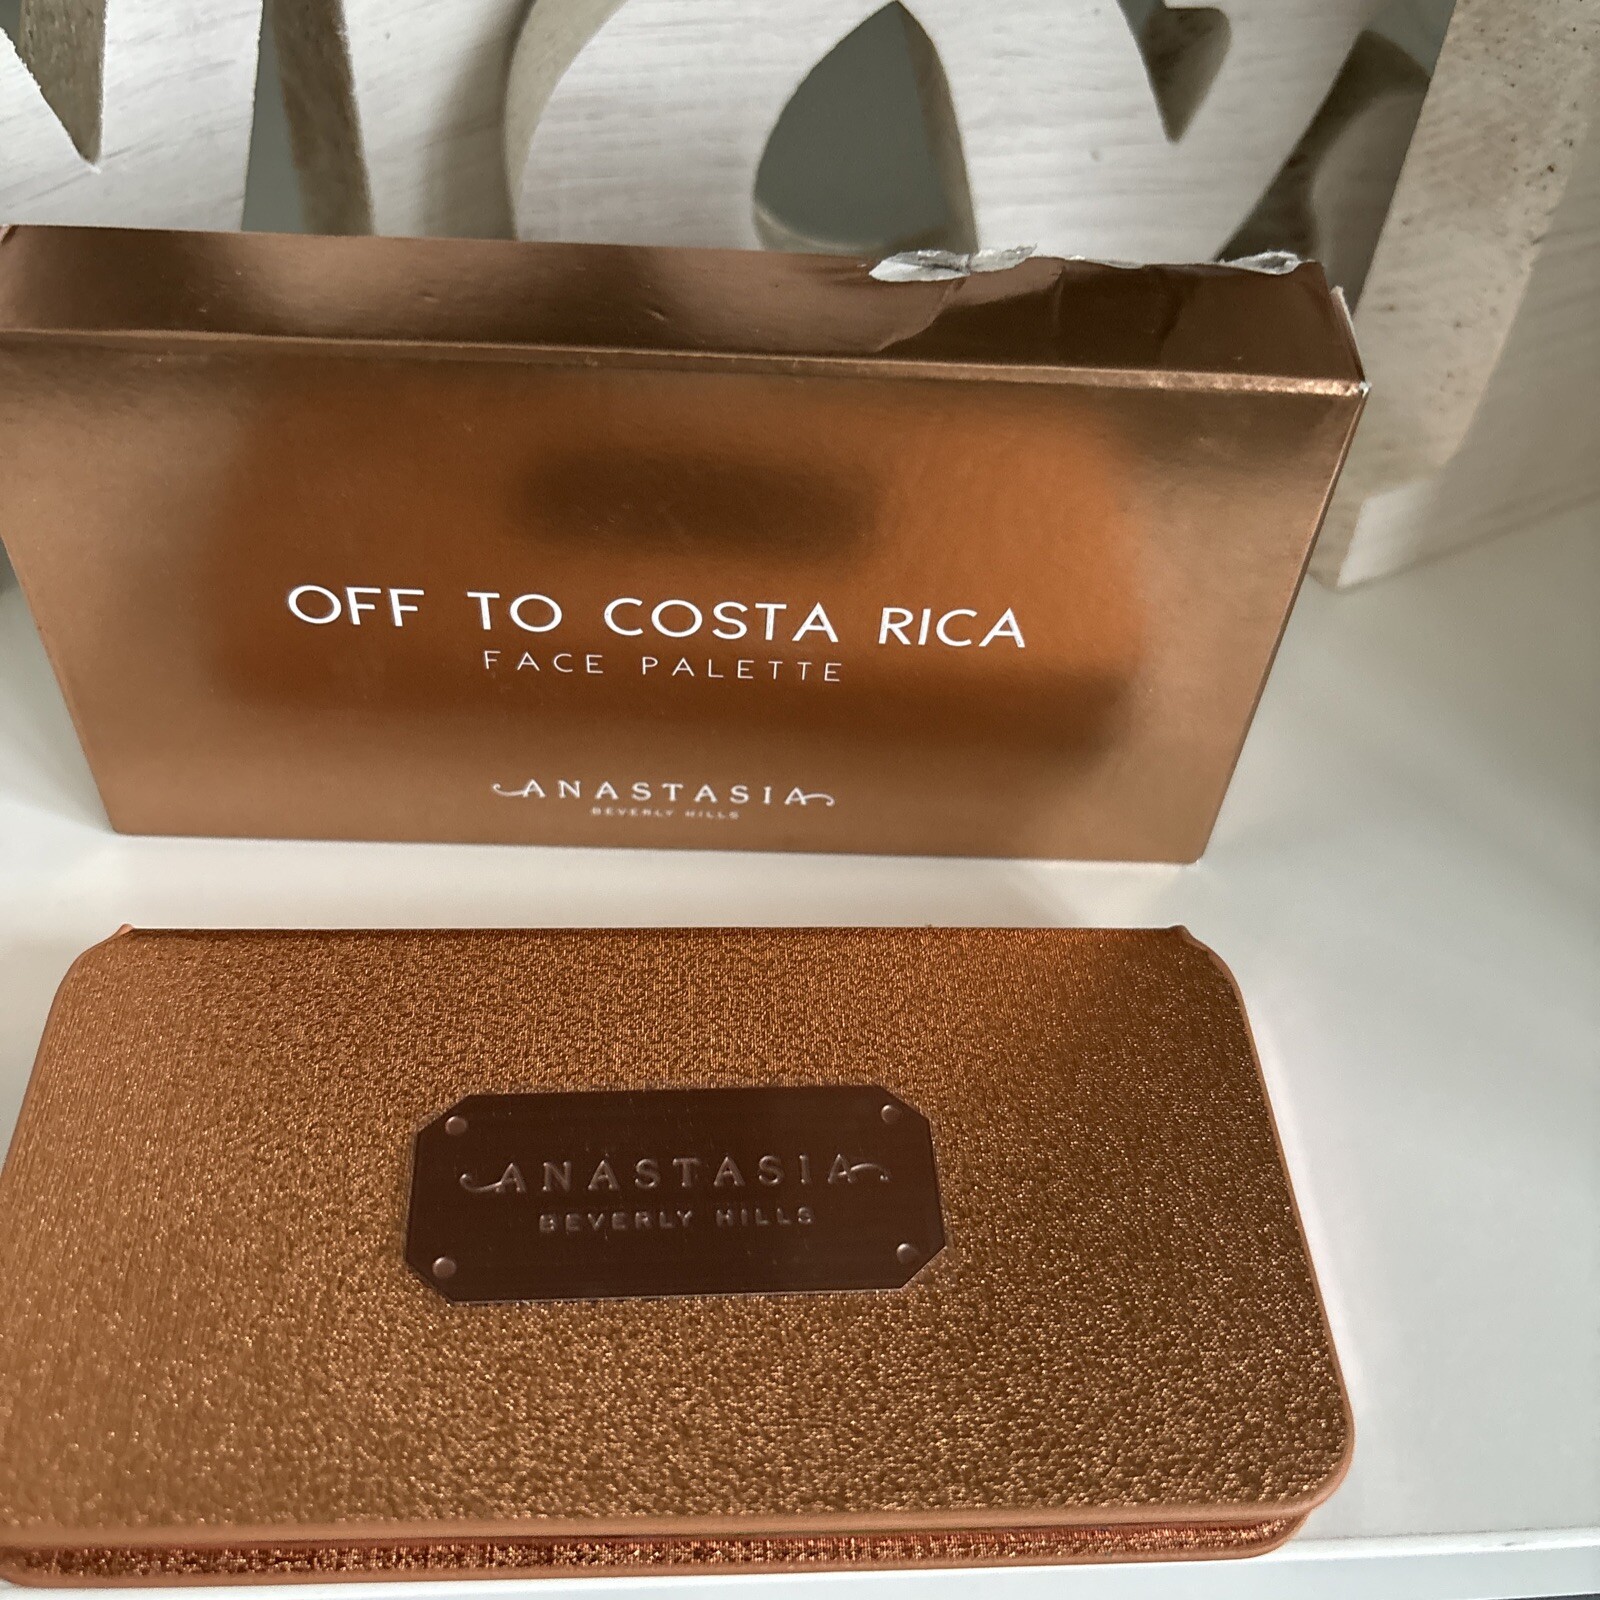 OFF TO COSTA RICA
FACE PALETTE
ANASTASIA
BEVERLY HILLS
ANASTASIA
BEVERLY HILLS